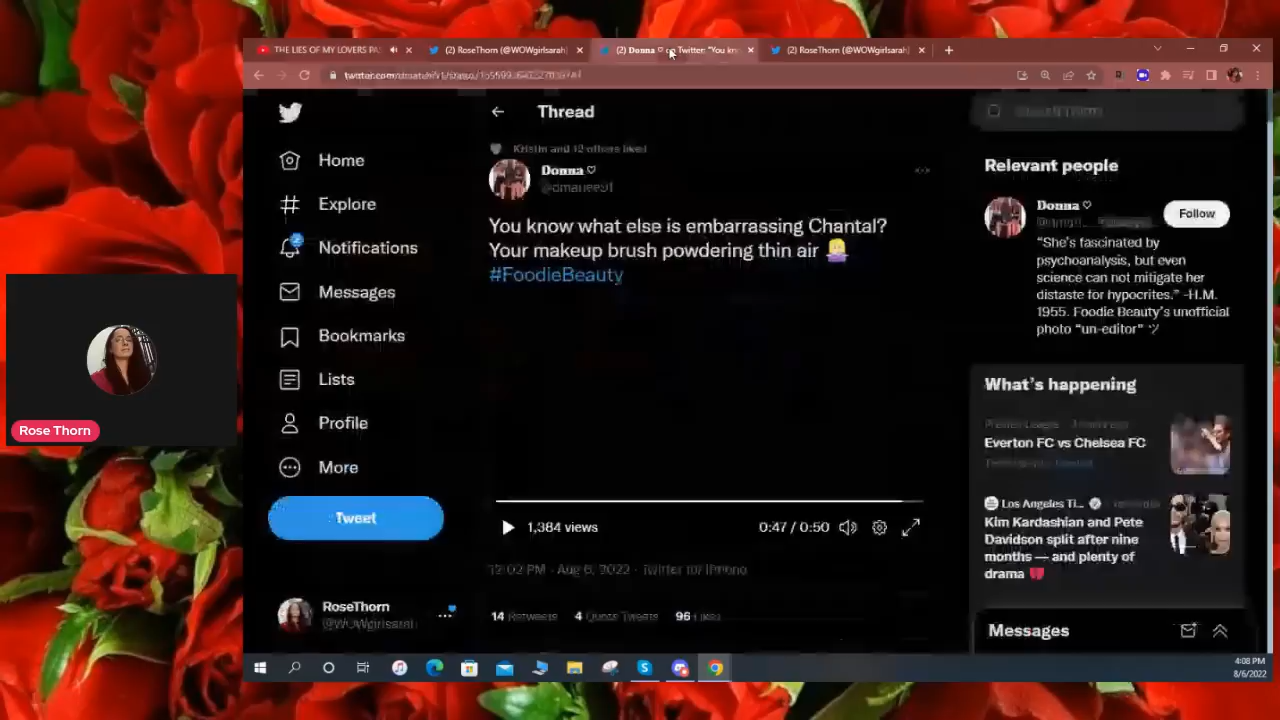 THE LIES OF MY LOVERS PA
(2) RoseThorn (@WOWgirlsarah)
(2) Donna ♡ on Twitter: "You kn
(2) RoseThorn (@WOWgirlsarah)
Thread
Home
Explore
Notifications
Messages
Bookmarks
Lists
Profile
More
Tweet
RoseThorn
@WOWgirlsarah
Kristin and 12 others liked
Donna ♡
You know what else is embarrassing Chantal?
Your makeup brush powdering thin air 🤷🏼‍♀️
#FoodieBeauty
1,384 views
0:47 / 0:50
12:02 PM · Aug 6, 2022 · Twitter for iPhone
14 Retweets 4 Quote Tweets 96 Likes
Relevant people
Donna ♡
Follow
"She's fascinated by
psychoanalysis, but even
science can not mitigate her
distaste for hypocrites." -H.M.
1955. Foodie Beauty's unofficial
photo "un-editor" ツ
What's happening
Everton FC vs Chelsea FC
Los Angeles Ti...
Kim Kardashian and Pete
Davidson split after nine
months — and plenty of
drama 💔
Messages
Rose Thorn
4:08 PM
8/6/2022